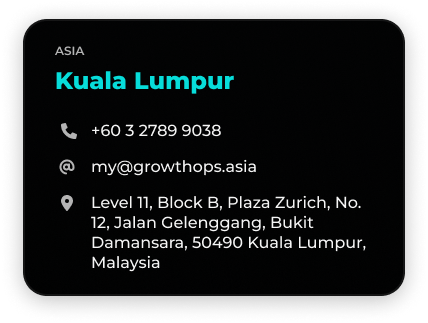 ASIA
Kuala Lumpur
+60 3 2789 9038
my@growthops.asia
Level 11, Block B, Plaza Zurich, No.
12, Jalan Gelenggang, Bukit
Damansara, 50490 Kuala Lumpur,
Malaysia